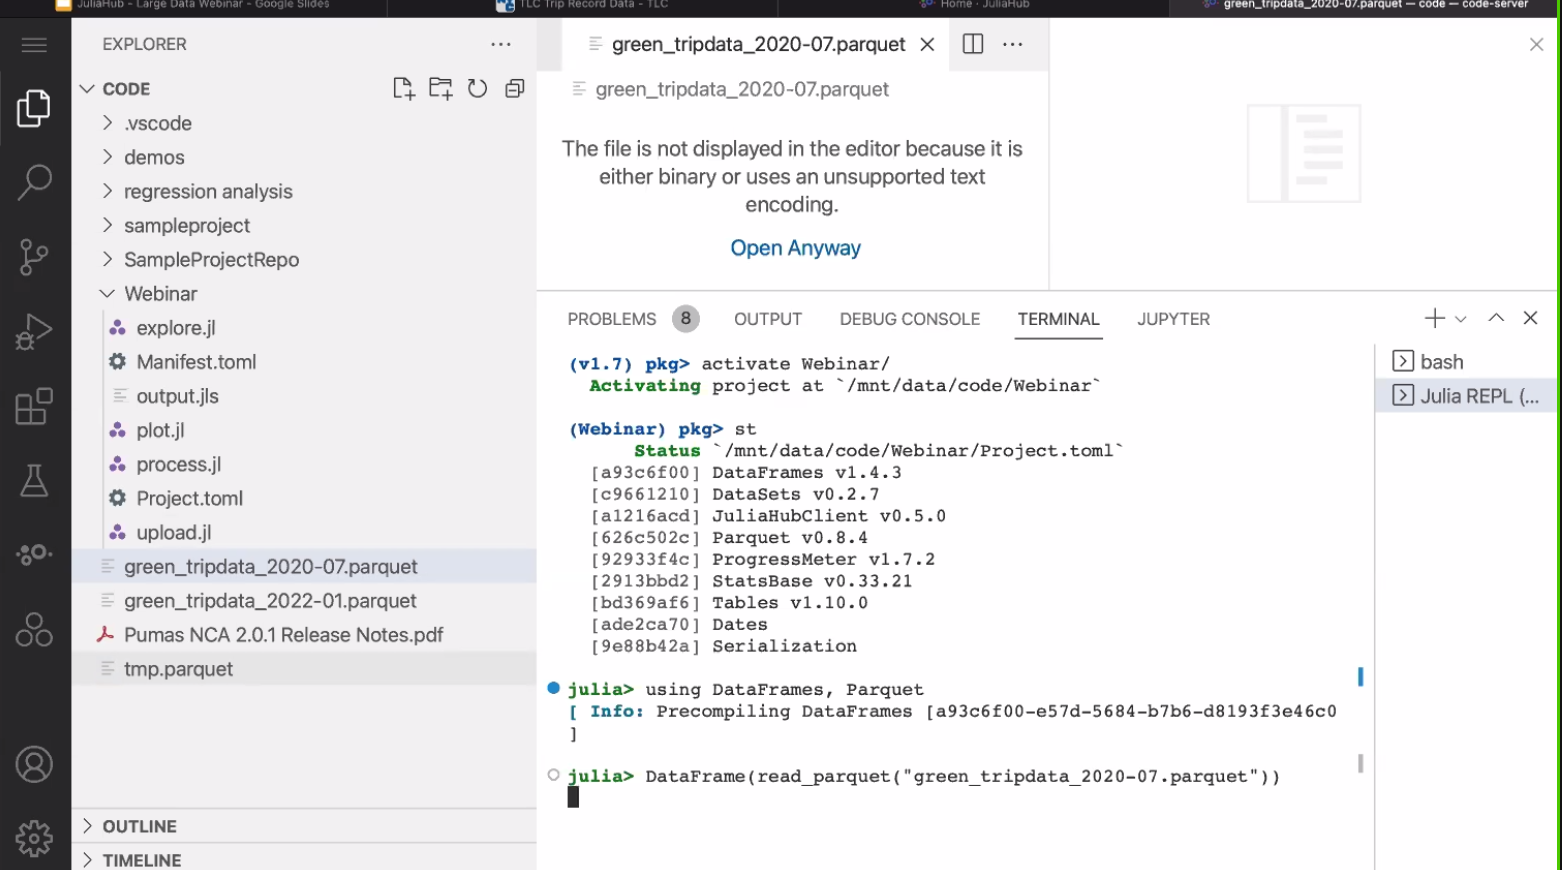 JuliaHub - Large Data Webinar - Google Slides
TLC Trip Record Data - TLC
Home · JuliaHub
green_tripdata_2020-07.parquet — code — code-server
EXPLORER
CODE
.vscode
demos
regression analysis
sampleproject
SampleProjectRepo
Webinar
explore.jl
Manifest.toml
output.jls
plot.jl
process.jl
Project.toml
upload.jl
green_tripdata_2020-07.parquet
green_tripdata_2022-01.parquet
Pumas NCA 2.0.1 Release Notes.pdf
tmp.parquet
OUTLINE
TIMELINE
green_tripdata_2020-07.parquet
green_tripdata_2020-07.parquet
The file is not displayed in the editor because it is
either binary or uses an unsupported text
encoding.
Open Anyway
PROBLEMS 8 OUTPUT DEBUG CONSOLE TERMINAL JUPYTER
(v1.7) pkg> activate Webinar/
Activating project at `/mnt/data/code/Webinar`
(Webinar) pkg> st
Status `/mnt/data/code/Webinar/Project.toml`
[a93c6f00] DataFrames v1.4.3
[c9661210] DataSets v0.2.7
[a1216acd] JuliaHubClient v0.5.0
[626c502c] Parquet v0.8.4
[92933f4c] ProgressMeter v1.7.2
[2913bbd2] StatsBase v0.33.21
[bd369af6] Tables v1.10.0
[ade2ca70] Dates
[9e88b42a] Serialization
julia> using DataFrames, Parquet
[ Info: Precompiling DataFrames [a93c6f00-e57d-5684-b7b6-d8193f3e46c0
]
julia> DataFrame(read_parquet("green_tripdata_2020-07.parquet"))
bash
Julia REPL (...